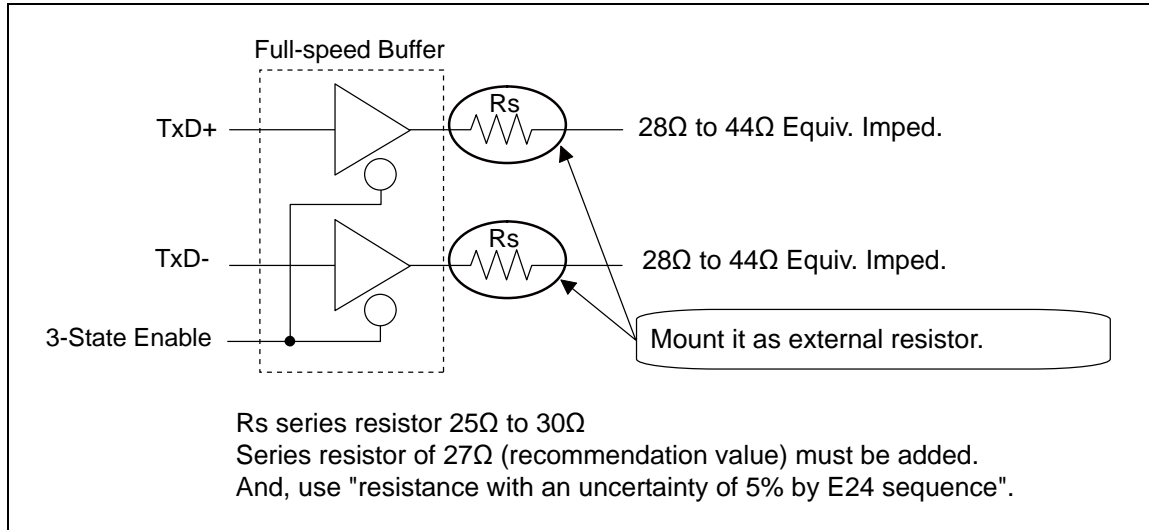 Full-speed Buffer
TxD+
Rs
28Ω to 44Ω Equiv. Imped.
TxD-
Rs
28Ω to 44Ω Equiv. Imped.
3-State Enable
Mount it as external resistor.
Rs series resistor 25Ω to 30Ω
Series resistor of 27Ω (recommendation value) must be added.
And, use "resistance with an uncertainty of 5% by E24 sequence".